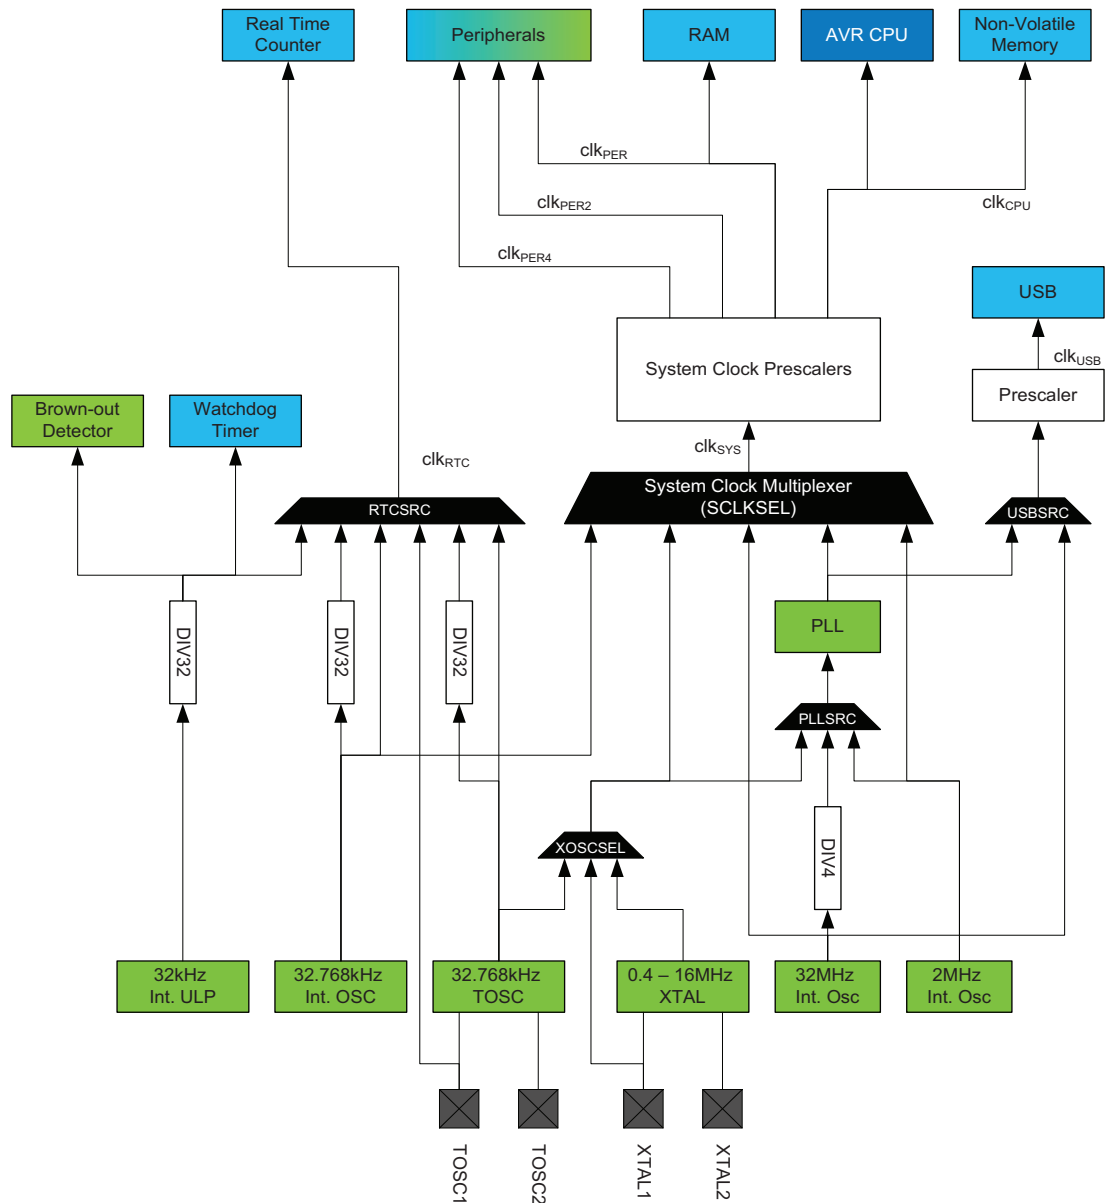 Real Time
Counter
Peripherals
RAM
AVR CPU
Non-Volatile
Memory
clkPER
clkPER2
clkCPU
clkPER4
USB
System Clock Prescalers
clkUSB
Prescaler
Brown-out
Detector
Watchdog
Timer
clkRTC
clkSYS
System Clock Multiplexer
(SCLKSEL)
RTCSRC
USBSRC
DIV32
DIV32
DIV32
PLL
PLLSRC
XOSCSEL
DIV4
32kHz
Int. ULP
32.768kHz
Int. OSC
32.768kHz
TOSC
0.4 – 16MHz
XTAL
32MHz
Int. Osc
2MHz
Int. Osc
TOSC1
TOSC2
XTAL1
XTAL2